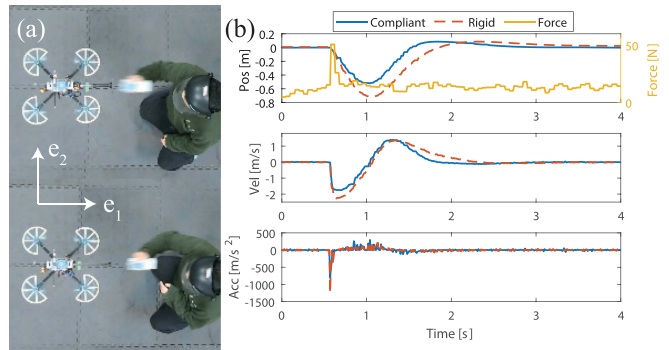 (a)
e2
e1
(b)
Compliant Rigid Force
Pos [m]
0.2
0
-0.2
-0.4
-0.6
-0.8
50
0
Force [N]
0 1 2 3 4
Vel [m/s]
1
0
-1
-2
0 1 2 3 4
Acc [m/s²]
500
0
-500
-1000
-1500
0 1 2 3 4
Time [s]